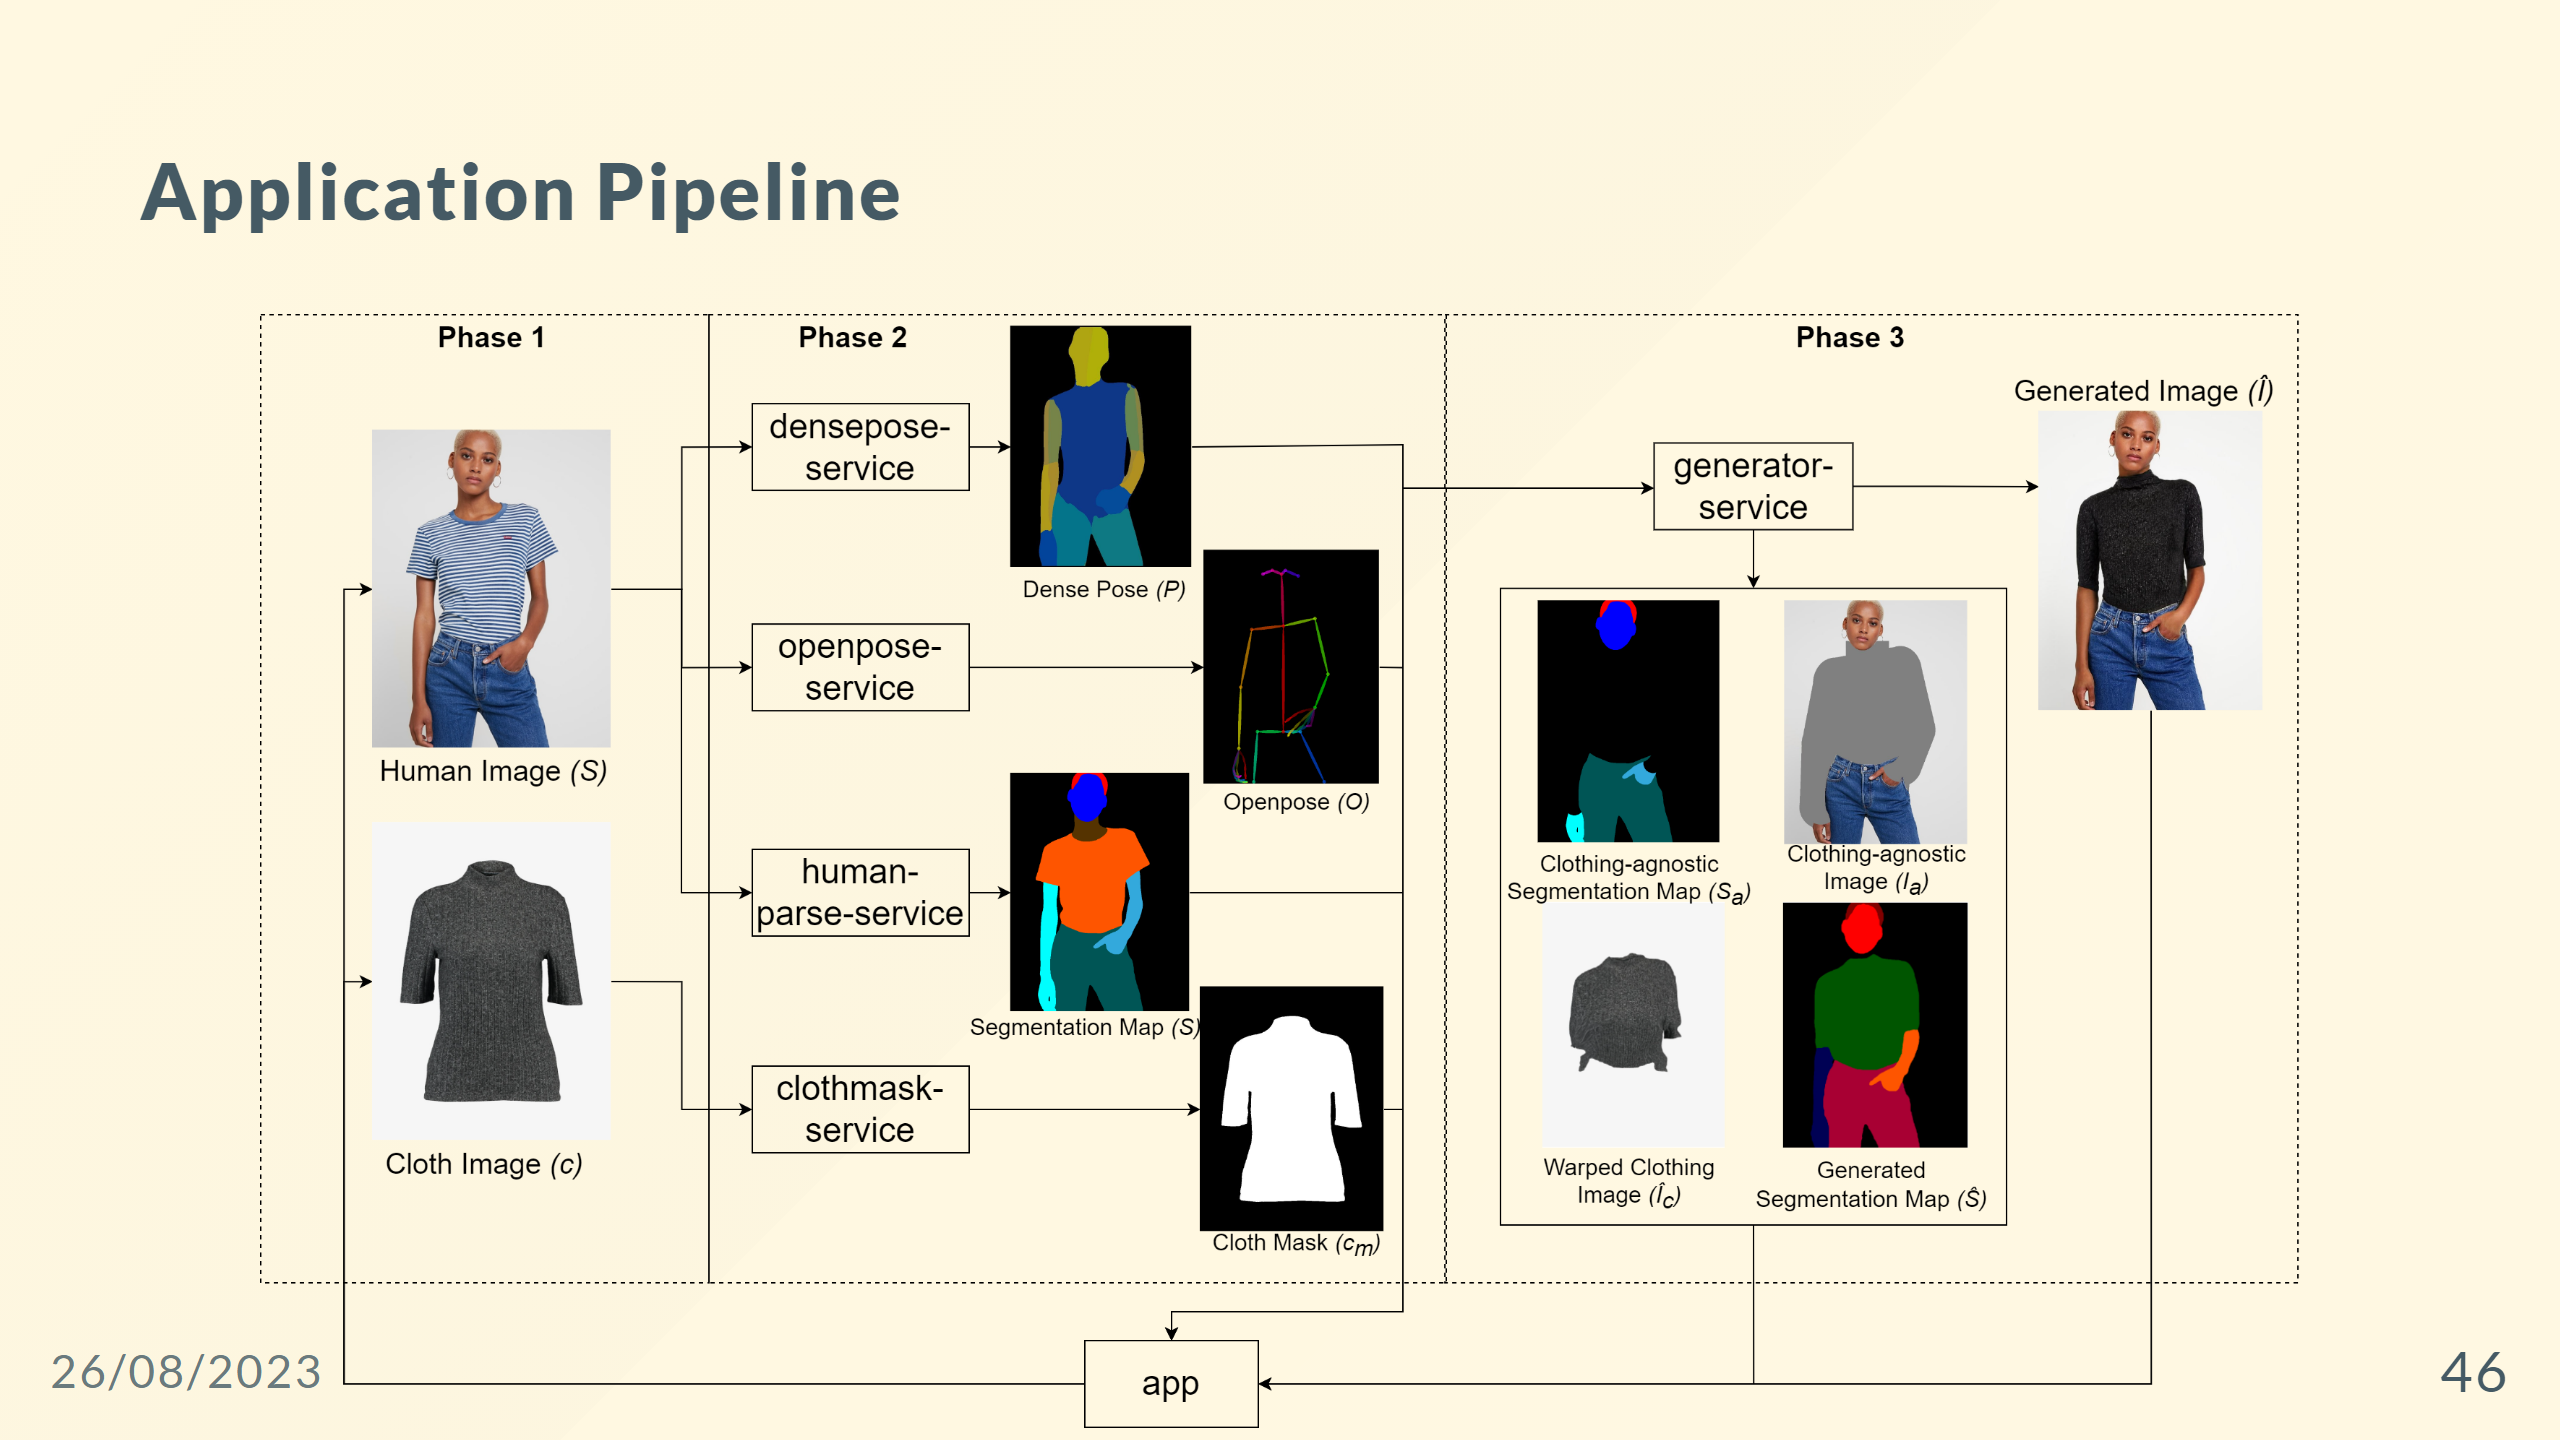 Application Pipeline
Phase 1
Phase 2
Phase 3
Human Image (S)
Cloth Image (c)
densepose-
service
Dense Pose (P)
openpose-
service
Openpose (O)
human-
parse-service
Segmentation Map (S)
clothmask-
service
Cloth Mask (cm)
generator-
service
Generated Image (Î)
Clothing-agnostic
Segmentation Map (Sa)
Clothing-agnostic
Image (Ia)
Warped Clothing
Image (Îc)
Generated
Segmentation Map (Ŝ)
app
26/08/2023
46